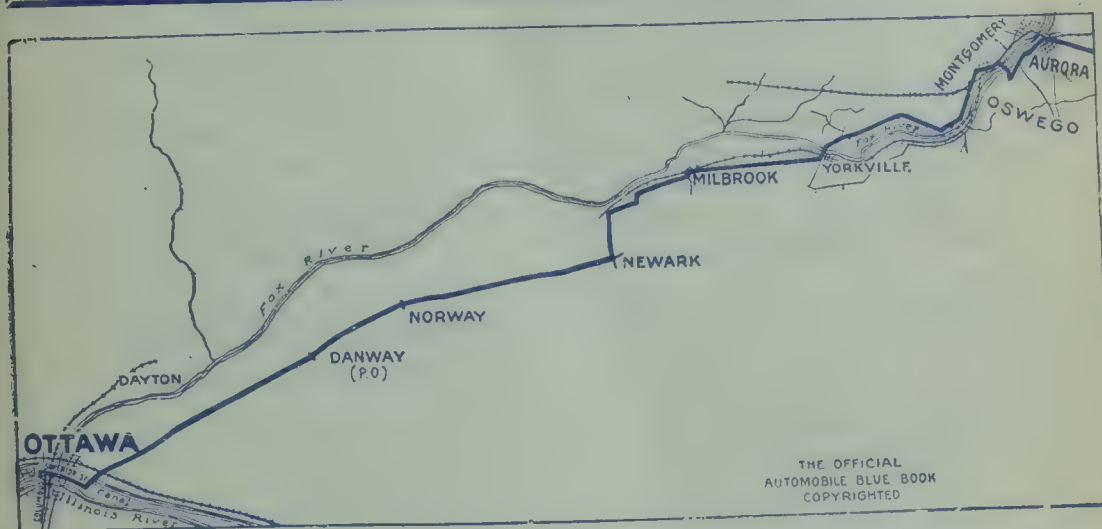 MONTGOMERY
AURORA
OSWEGO
Fox River
YORKVILLE
MILBROOK
NEWARK
Fox River
NORWAY
DANWAY
(P.O)
DAYTON
OTTAWA
Canal
Illinois River
THE OFFICIAL
AUTOMOBILE BLUE BOOK
COPYRIGHTED